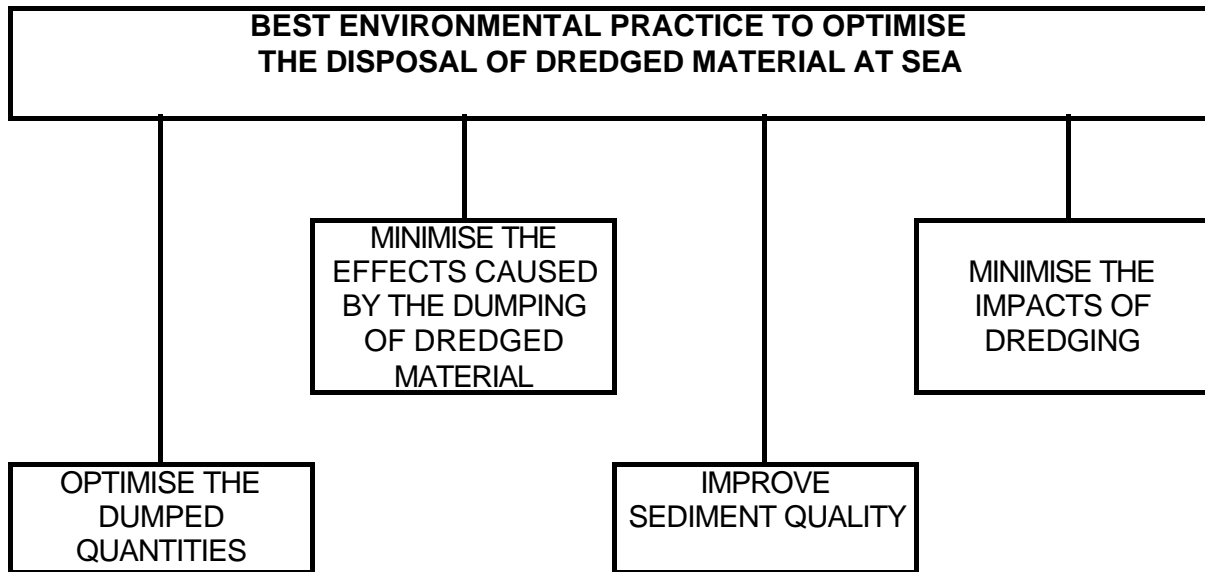 BEST ENVIRONMENTAL PRACTICE TO OPTIMISE
THE DISPOSAL OF DREDGED MATERIAL AT SEA
MINIMISE THE
EFFECTS CAUSED
BY THE DUMPING
OF DREDGED
MATERIAL
MINIMISE THE
IMPACTS OF
DREDGING
OPTIMISE THE
DUMPED
QUANTITIES
IMPROVE
SEDIMENT QUALITY